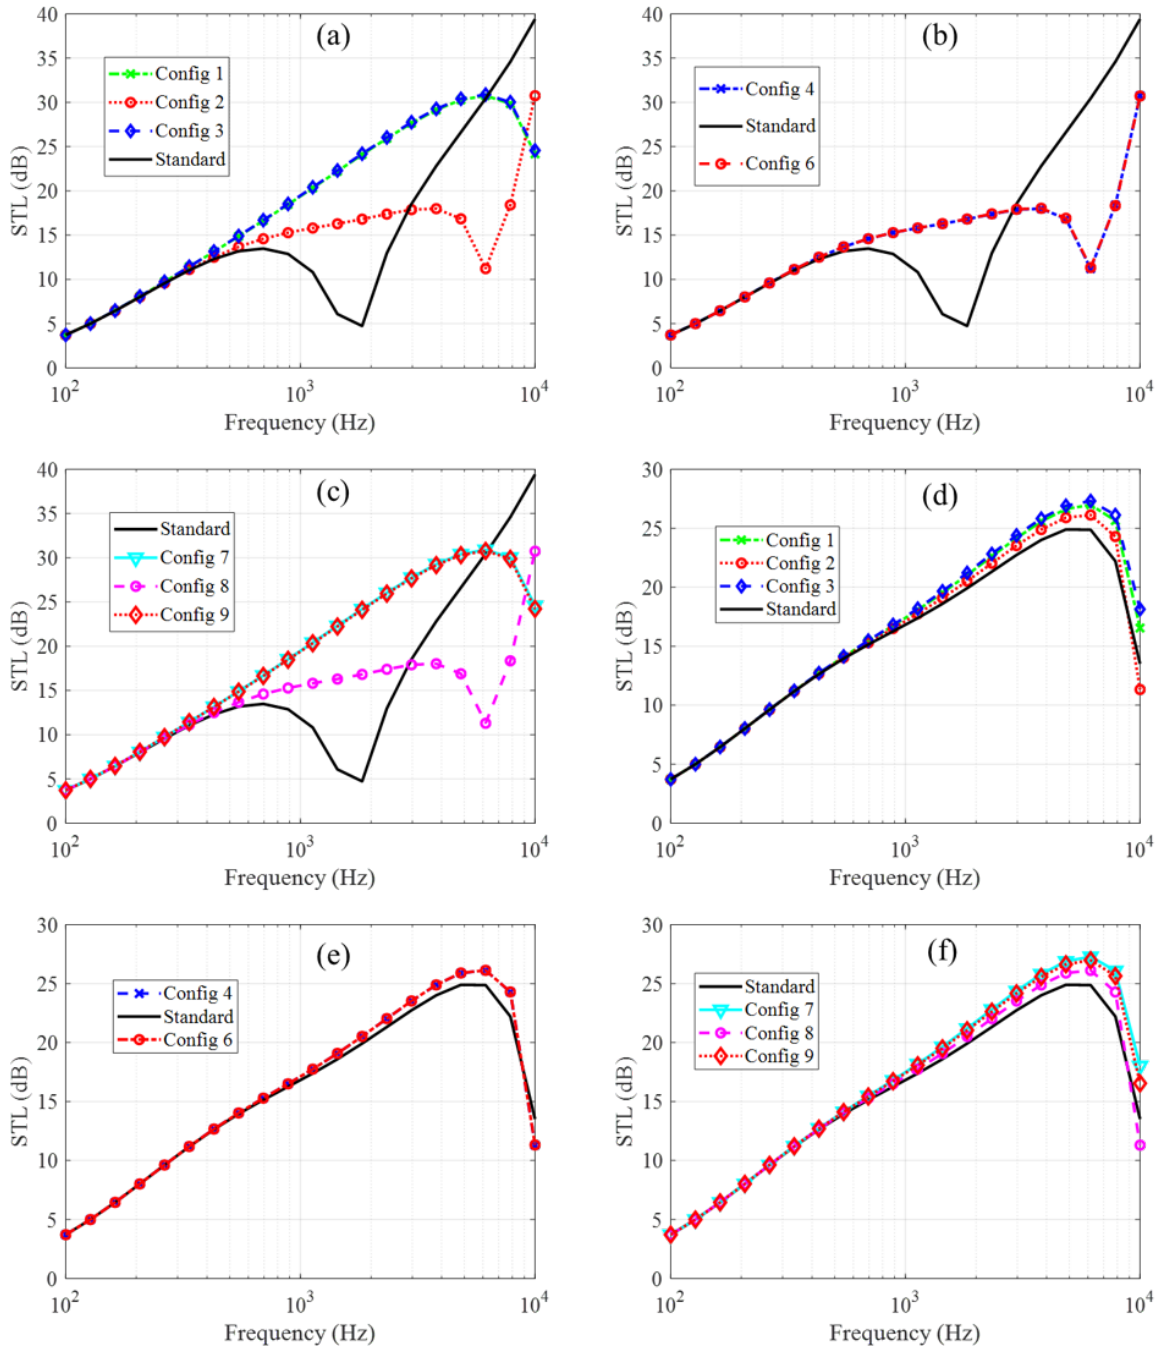 (a)
STL (dB)
40
35
30
25
20
15
10
5
0
Config 1
Config 2
Config 3
Standard
10^2 10^3 10^4
Frequency (Hz)
(b)
STL (dB)
40
35
30
25
20
15
10
5
0
Config 4
Standard
Config 6
10^2 10^3 10^4
Frequency (Hz)
(c)
STL (dB)
40
35
30
25
20
15
10
5
0
Standard
Config 7
Config 8
Config 9
10^2 10^3 10^4
Frequency (Hz)
(d)
STL (dB)
30
25
20
15
10
5
0
Config 1
Config 2
Config 3
Standard
10^2 10^3 10^4
Frequency (Hz)
(e)
STL (dB)
30
25
20
15
10
5
0
Config 4
Standard
Config 6
10^2 10^3 10^4
Frequency (Hz)
(f)
STL (dB)
30
25
20
15
10
5
0
Standard
Config 7
Config 8
Config 9
10^2 10^3 10^4
Frequency (Hz)